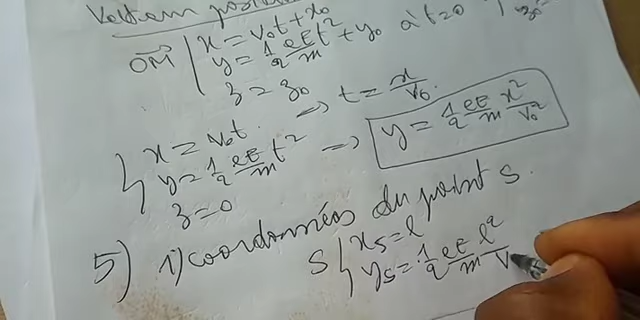 Vecteur position
OM→ | x = V₀t + x₀
y = 1/2 eE/m t² + y₀ à t=0
z = z₀
{ x = V₀t ⇒ t = x/V₀
y = 1/2 eE/m t² ⇒ y = 1/2 eE/m x²/V₀²
z = 0
5) 1) coordonnées du point S.
S { xₛ = l
yₛ = 1/2 eE/m l²/V